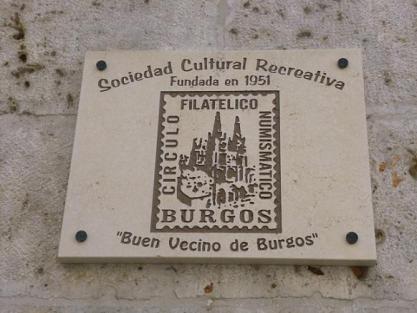 Sociedad Cultural Recreativa
Fundada en 1951
CIRCULO
FILATELICO
NUMISMATICO
BURGOS
"Buen Vecino de Burgos"